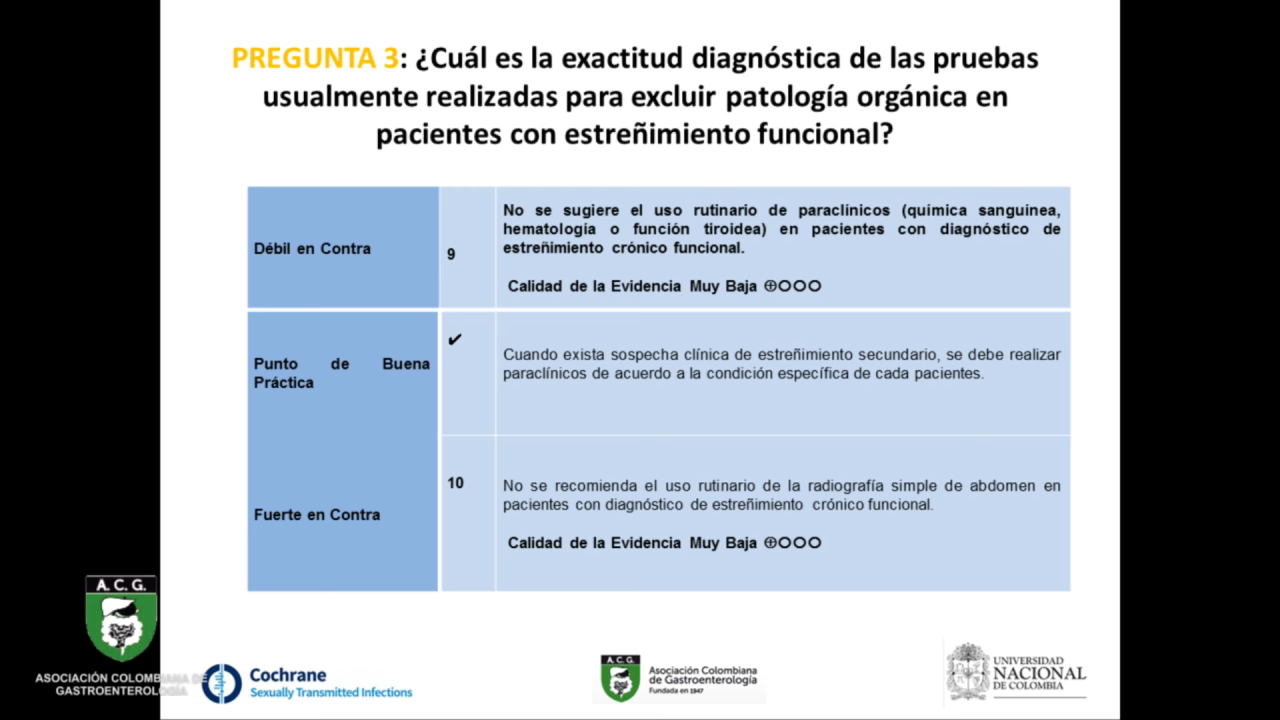 PREGUNTA 3: ¿Cuál es la exactitud diagnóstica de las pruebas
usualmente realizadas para excluir patología orgánica en
pacientes con estreñimiento funcional?
Débil en Contra
9
No se sugiere el uso rutinario de paraclínicos (química sanguínea,
hematología o función tiroidea) en pacientes con diagnóstico de
estreñimiento crónico funcional.
Calidad de la Evidencia Muy Baja ⊕OOO
Punto de Buena
Práctica
✔
Cuando exista sospecha clínica de estreñimiento secundario, se debe realizar
paraclínicos de acuerdo a la condición específica de cada pacientes.
Fuerte en Contra
10
No se recomienda el uso rutinario de la radiografía simple de abdomen en
pacientes con diagnóstico de estreñimiento crónico funcional.
Calidad de la Evidencia Muy Baja ⊕OOO
A.C.G.
ASOCIACIÓN COLOMBIANA DE
GASTROENTEROLOGÍA
Cochrane
Sexually Transmitted Infections
A.C.G.
Asociación Colombiana
de Gastroenterología
Fundada en 1947
UNIVERSIDAD
NACIONAL
DE COLOMBIA